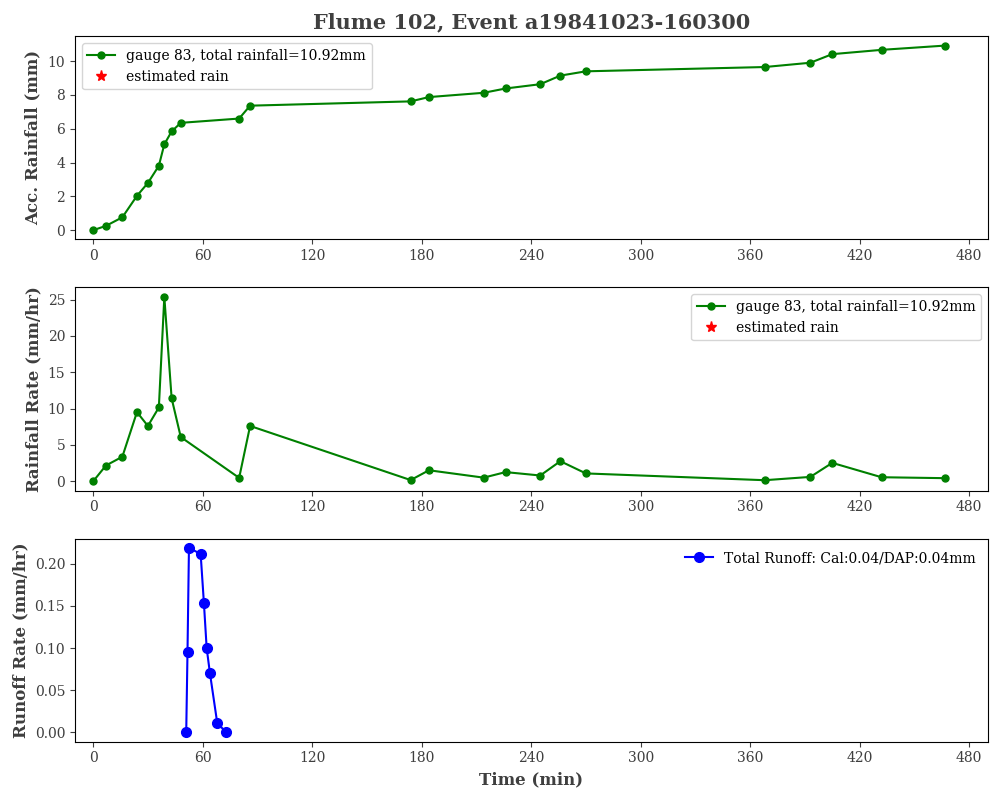 Flume 102, Event a19841023-160300
Acc. Rainfall (mm)
10
8
6
4
2
0
gauge 83, total rainfall=10.92mm
estimated rain
0 60 120 180 240 300 360 420 480
Rainfall Rate (mm/hr)
25
20
15
10
5
0
gauge 83, total rainfall=10.92mm
estimated rain
0 60 120 180 240 300 360 420 480
Runoff Rate (mm/hr)
0.20
0.15
0.10
0.05
0.00
Total Runoff: Cal:0.04/DAP:0.04mm
0 60 120 180 240 300 360 420 480
Time (min)